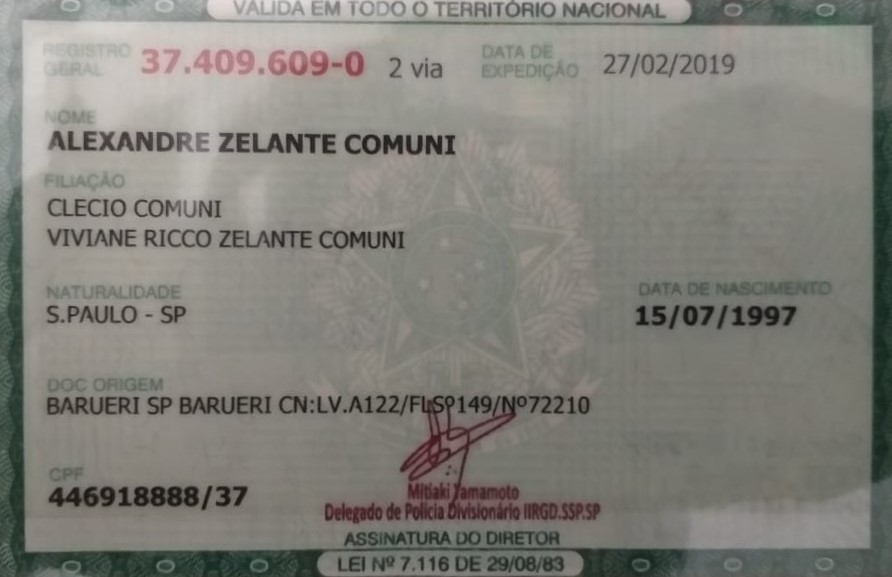 VÁLIDA EM TODO O TERRITÓRIO NACIONAL
REGISTRO GERAL 37.409.609-0 2 via DATA DE EXPEDIÇÃO 27/02/2019
NOME
ALEXANDRE ZELANTE COMUNI
FILIAÇÃO
CLECIO COMUNI
VIVIANE RICCO ZELANTE COMUNI
NATURALIDADE DATA DE NASCIMENTO
S.PAULO - SP 15/07/1997
DOC ORIGEM
BARUERI SP BARUERI CN:LV.A122/FLSº149/Nº72210
CPF
446918888/37
Mitiaki Yamamoto
Delegado de Polícia Divisionário IIRGD.SSP.SP
ASSINATURA DO DIRETOR
LEI Nº 7.116 DE 29/08/83